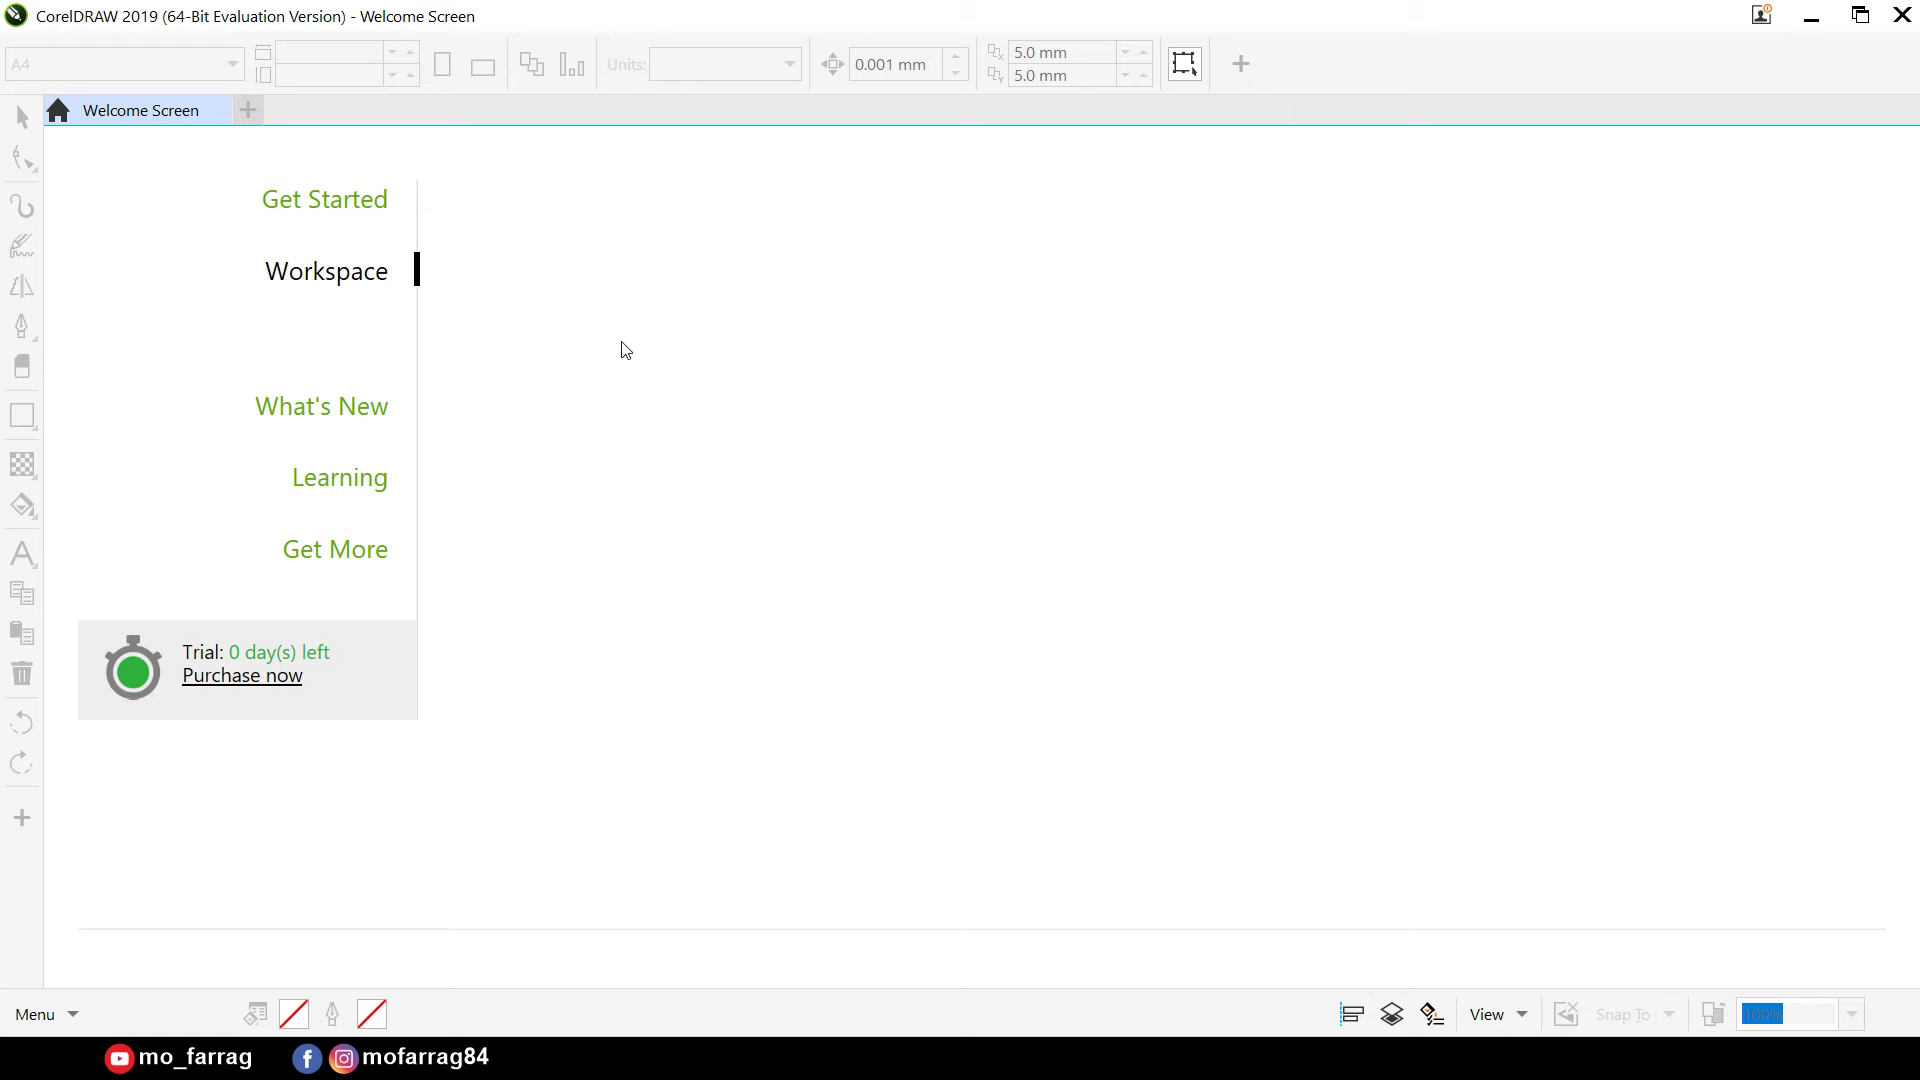 CorelDRAW 2019 (64-Bit Evaluation Version) - Welcome Screen
A4
Units:
0.001 mm
5.0 mm
5.0 mm
Welcome Screen
Get Started
Workspace
What's New
Learning
Get More
Trial: 0 day(s) left
Purchase now
Menu
View
Snap To
100%
mo_farrag
mofarrag84